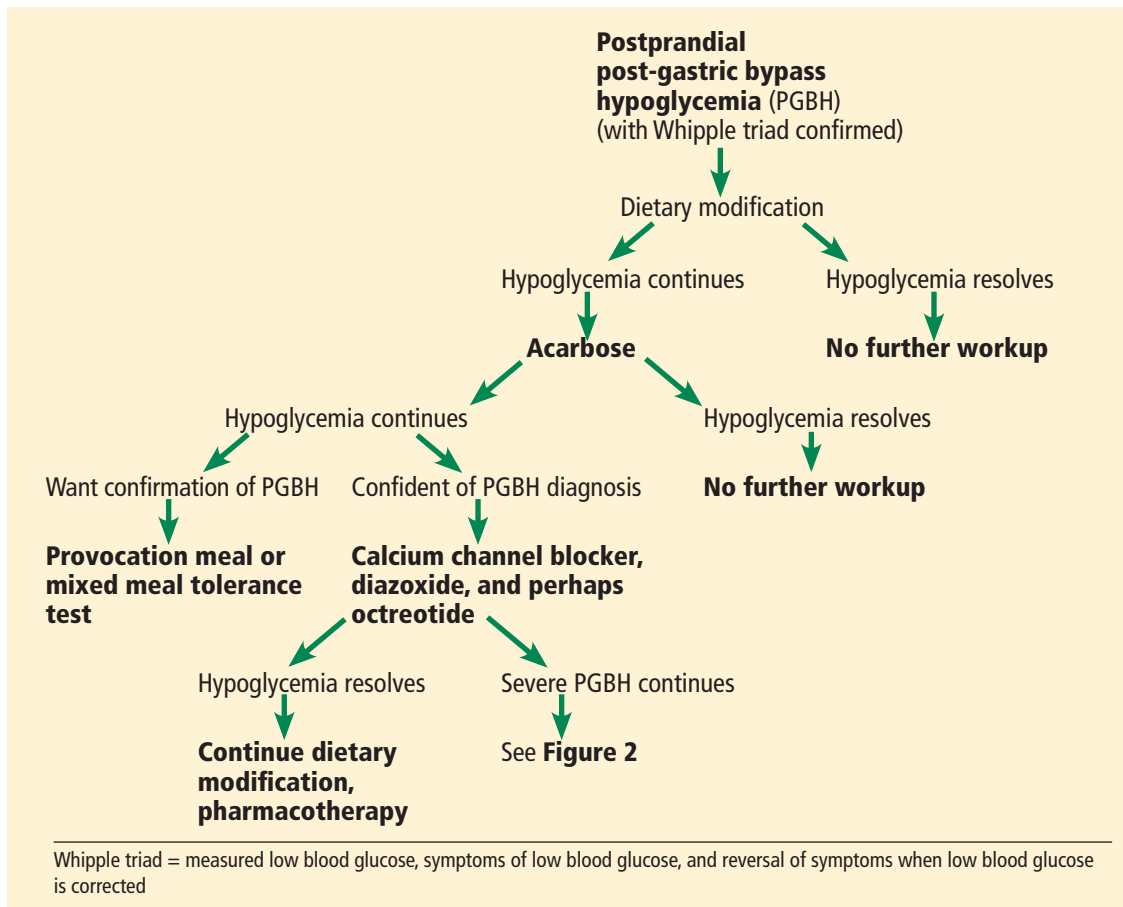 Postprandial
post-gastric bypass
hypoglycemia (PGBH)
(with Whipple triad confirmed)
Dietary modification
Hypoglycemia continues
Hypoglycemia resolves
Acarbose
No further workup
Hypoglycemia continues
Hypoglycemia resolves
Want confirmation of PGBH
Confident of PGBH diagnosis
No further workup
Provocation meal or
mixed meal tolerance
test
Calcium channel blocker,
diazoxide, and perhaps
octreotide
Hypoglycemia resolves
Severe PGBH continues
Continue dietary
modification,
pharmacotherapy
See Figure 2
Whipple triad = measured low blood glucose, symptoms of low blood glucose, and reversal of symptoms when low blood glucose
is corrected